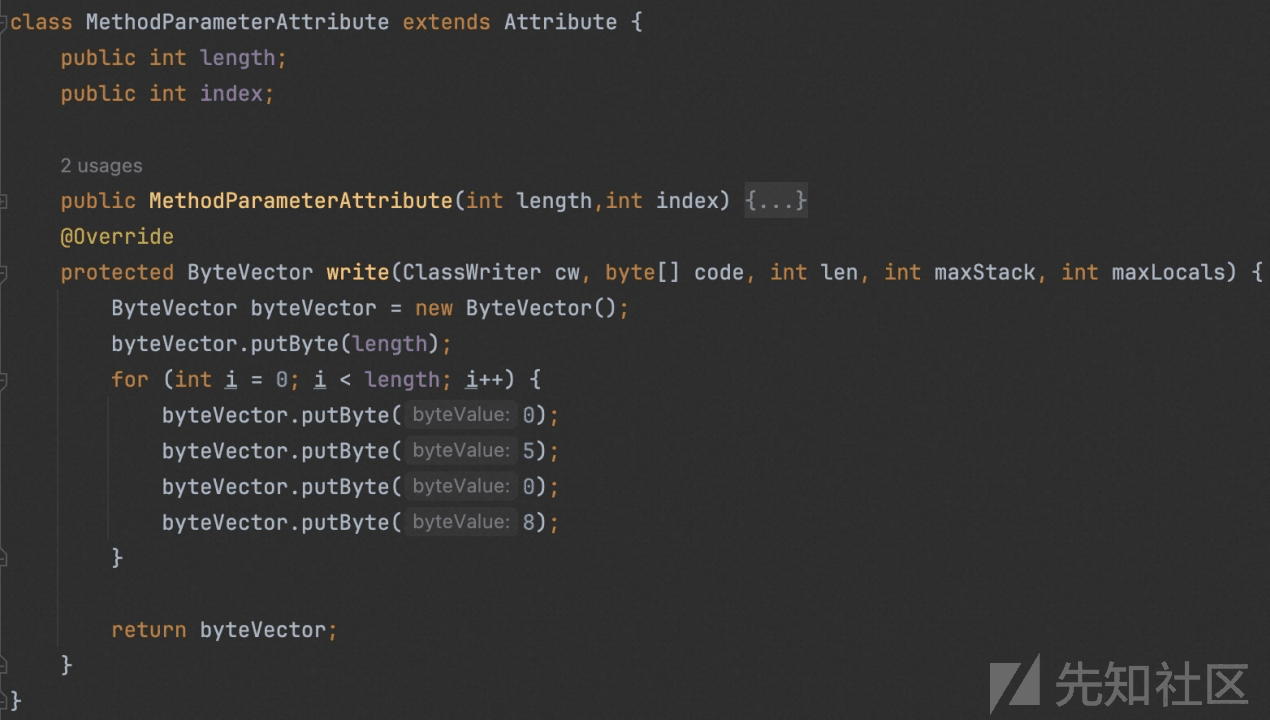 class MethodParameterAttribute extends Attribute {
    public int length;
    public int index;
    2 usages
    public MethodParameterAttribute(int length,int index) {...}
    @Override
    protected ByteVector write(ClassWriter cw, byte[] code, int len, int maxStack, int maxLocals) {
        ByteVector byteVector = new ByteVector();
        byteVector.putByte(length);
        for (int i = 0; i < length; i++) {
            byteVector.putByte( byteValue: 0);
            byteVector.putByte( byteValue: 5);
            byteVector.putByte( byteValue: 0);
            byteVector.putByte( byteValue: 8);
        }
        return byteVector;
    }
}
先知社区